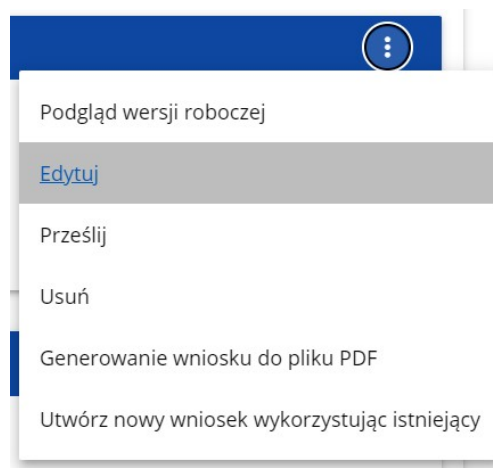 Podgląd wersji roboczej
Edytuj
Prześlij
Usuń
Generowanie wniosku do pliku PDF
Utwórz nowy wniosek wykorzystując istniejący